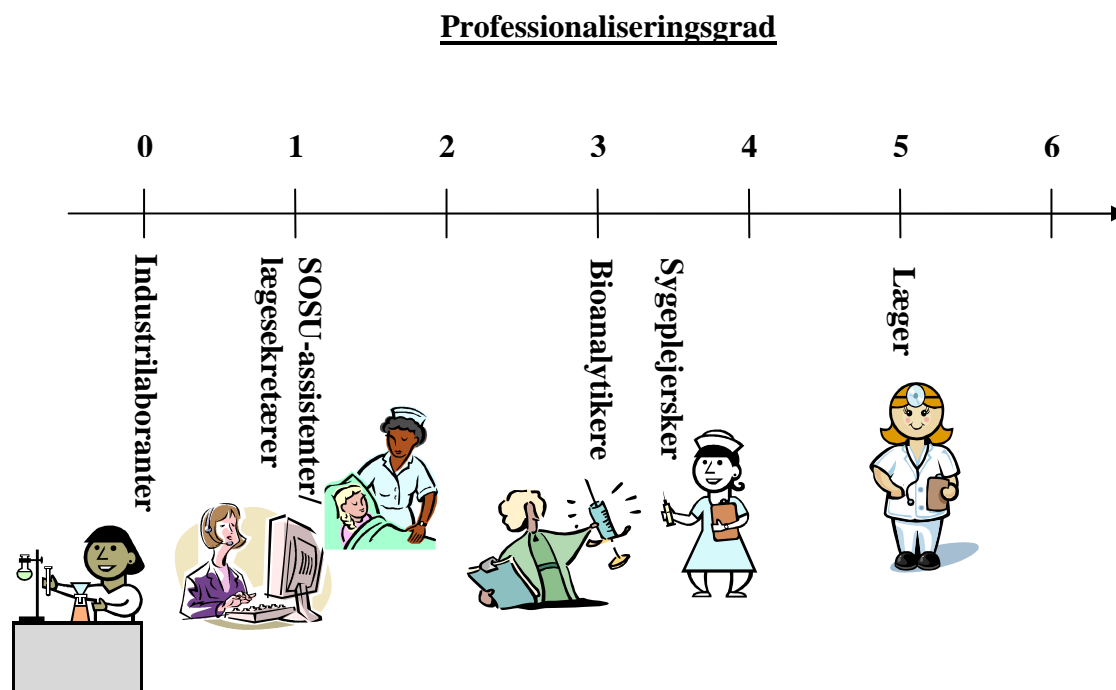 Professionaliseringsgrad
0 1 2 3 4 5 6
Industrilaboranter
SOSU-assistenter/
lægesekretærer
Bioanalytikere
Sygeplejersker
Læger